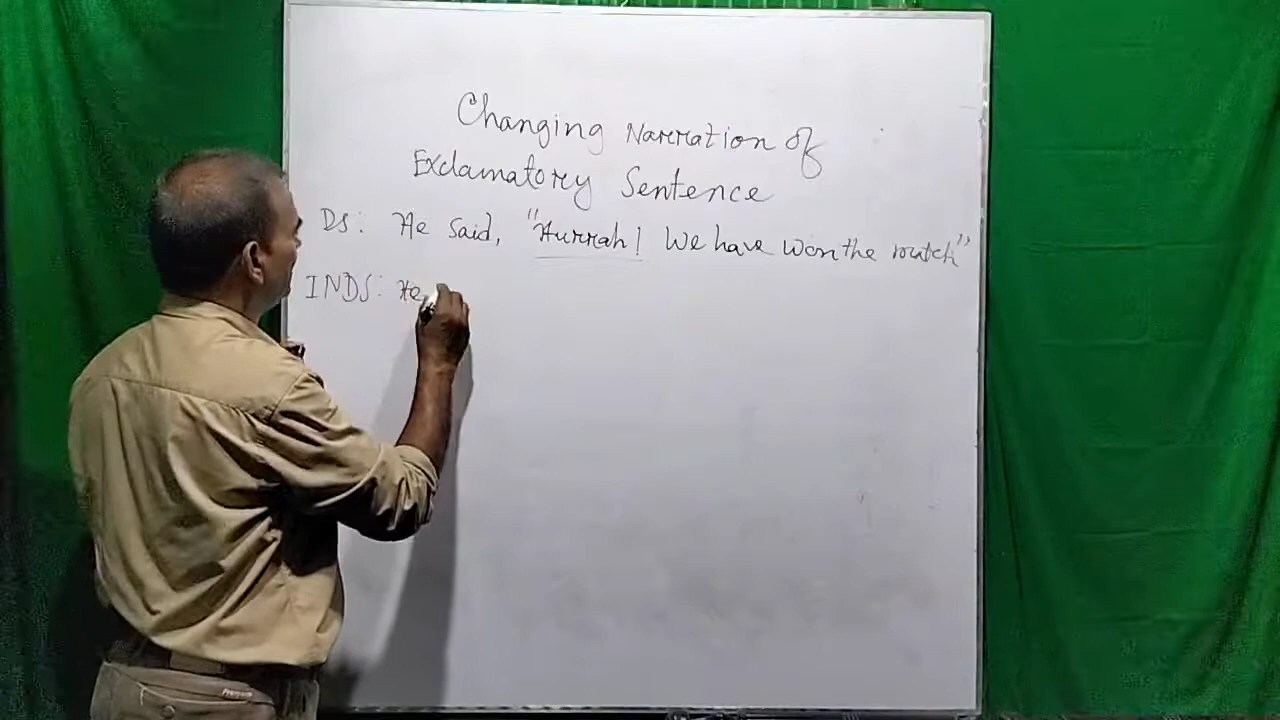 Changing Narration of
Exclamatory Sentence
DS: He said, "Hurrah! We have won the match"
INDS: He